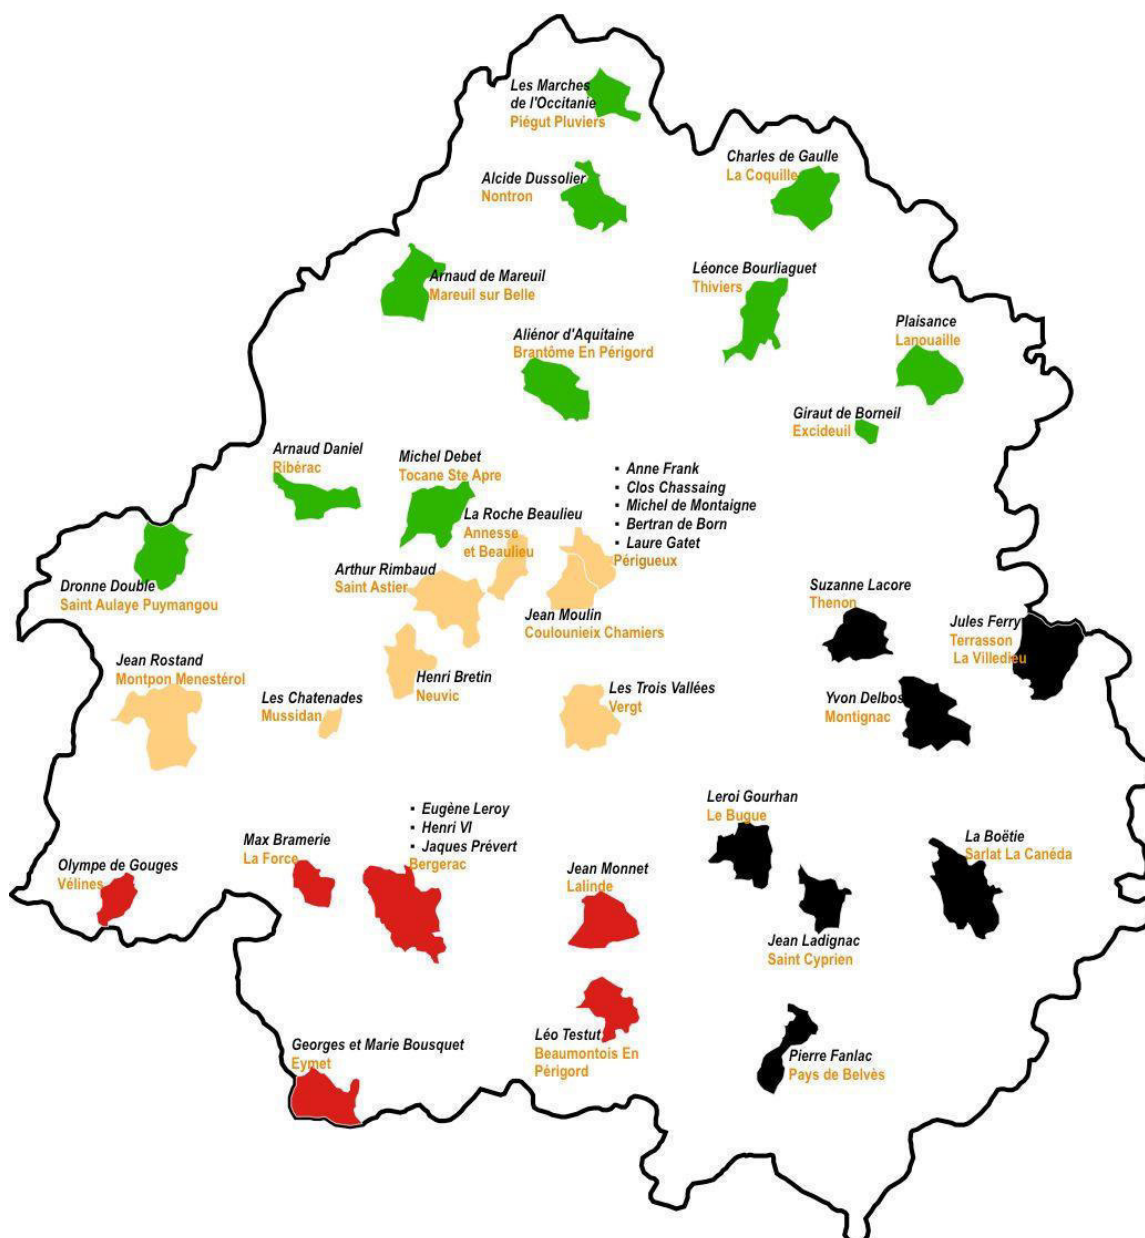 Les Marches
de l'Occitanie
Piégut Pluviers
Charles de Gaulle
La Coquille
Alcide Dussolier
Nontron
Arnaud de Mareuil
Mareuil sur Belle
Léonce Bourliaguet
Thiviers
Plaisance
Lanouaille
Aliénor d'Aquitaine
Brantôme En Périgord
Giraut de Borneil
Excideuil
Arnaud Daniel
Ribérac
Michel Debet
Tocane Ste Apre
▪ Anne Frank
▪ Clos Chassaing
▪ Michel de Montaigne
▪ Bertran de Born
▪ Laure Gatet
Périgueux
La Roche Beaulieu
Annesse
et Beaulieu
Arthur Rimbaud
Saint Astier
Dronne Double
Saint Aulaye Puymangou
Jean Moulin
Coulounieix Chamiers
Suzanne Lacore
Thenon
Jules Ferry
Terrasson
La Villedieu
Jean Rostand
Montpon Menestérol
Les Chatenades
Mussidan
Henri Bretin
Neuvic
Les Trois Vallées
Vergt
Yvon Delbos
Montignac
Leroi Gourhan
Le Bugue
▪ Eugène Leroy
▪ Henri VI
▪ Jaques Prévert
Bergerac
Max Bramerie
La Force
Olympe de Gouges
Vélines
Jean Monnet
Lalinde
La Boëtie
Sarlat La Canéda
Jean Ladignac
Saint Cyprien
Georges et Marie Bousquet
Eymet
Léo Testut
Beaumontois En
Périgord
Pierre Fanlac
Pays de Belvès